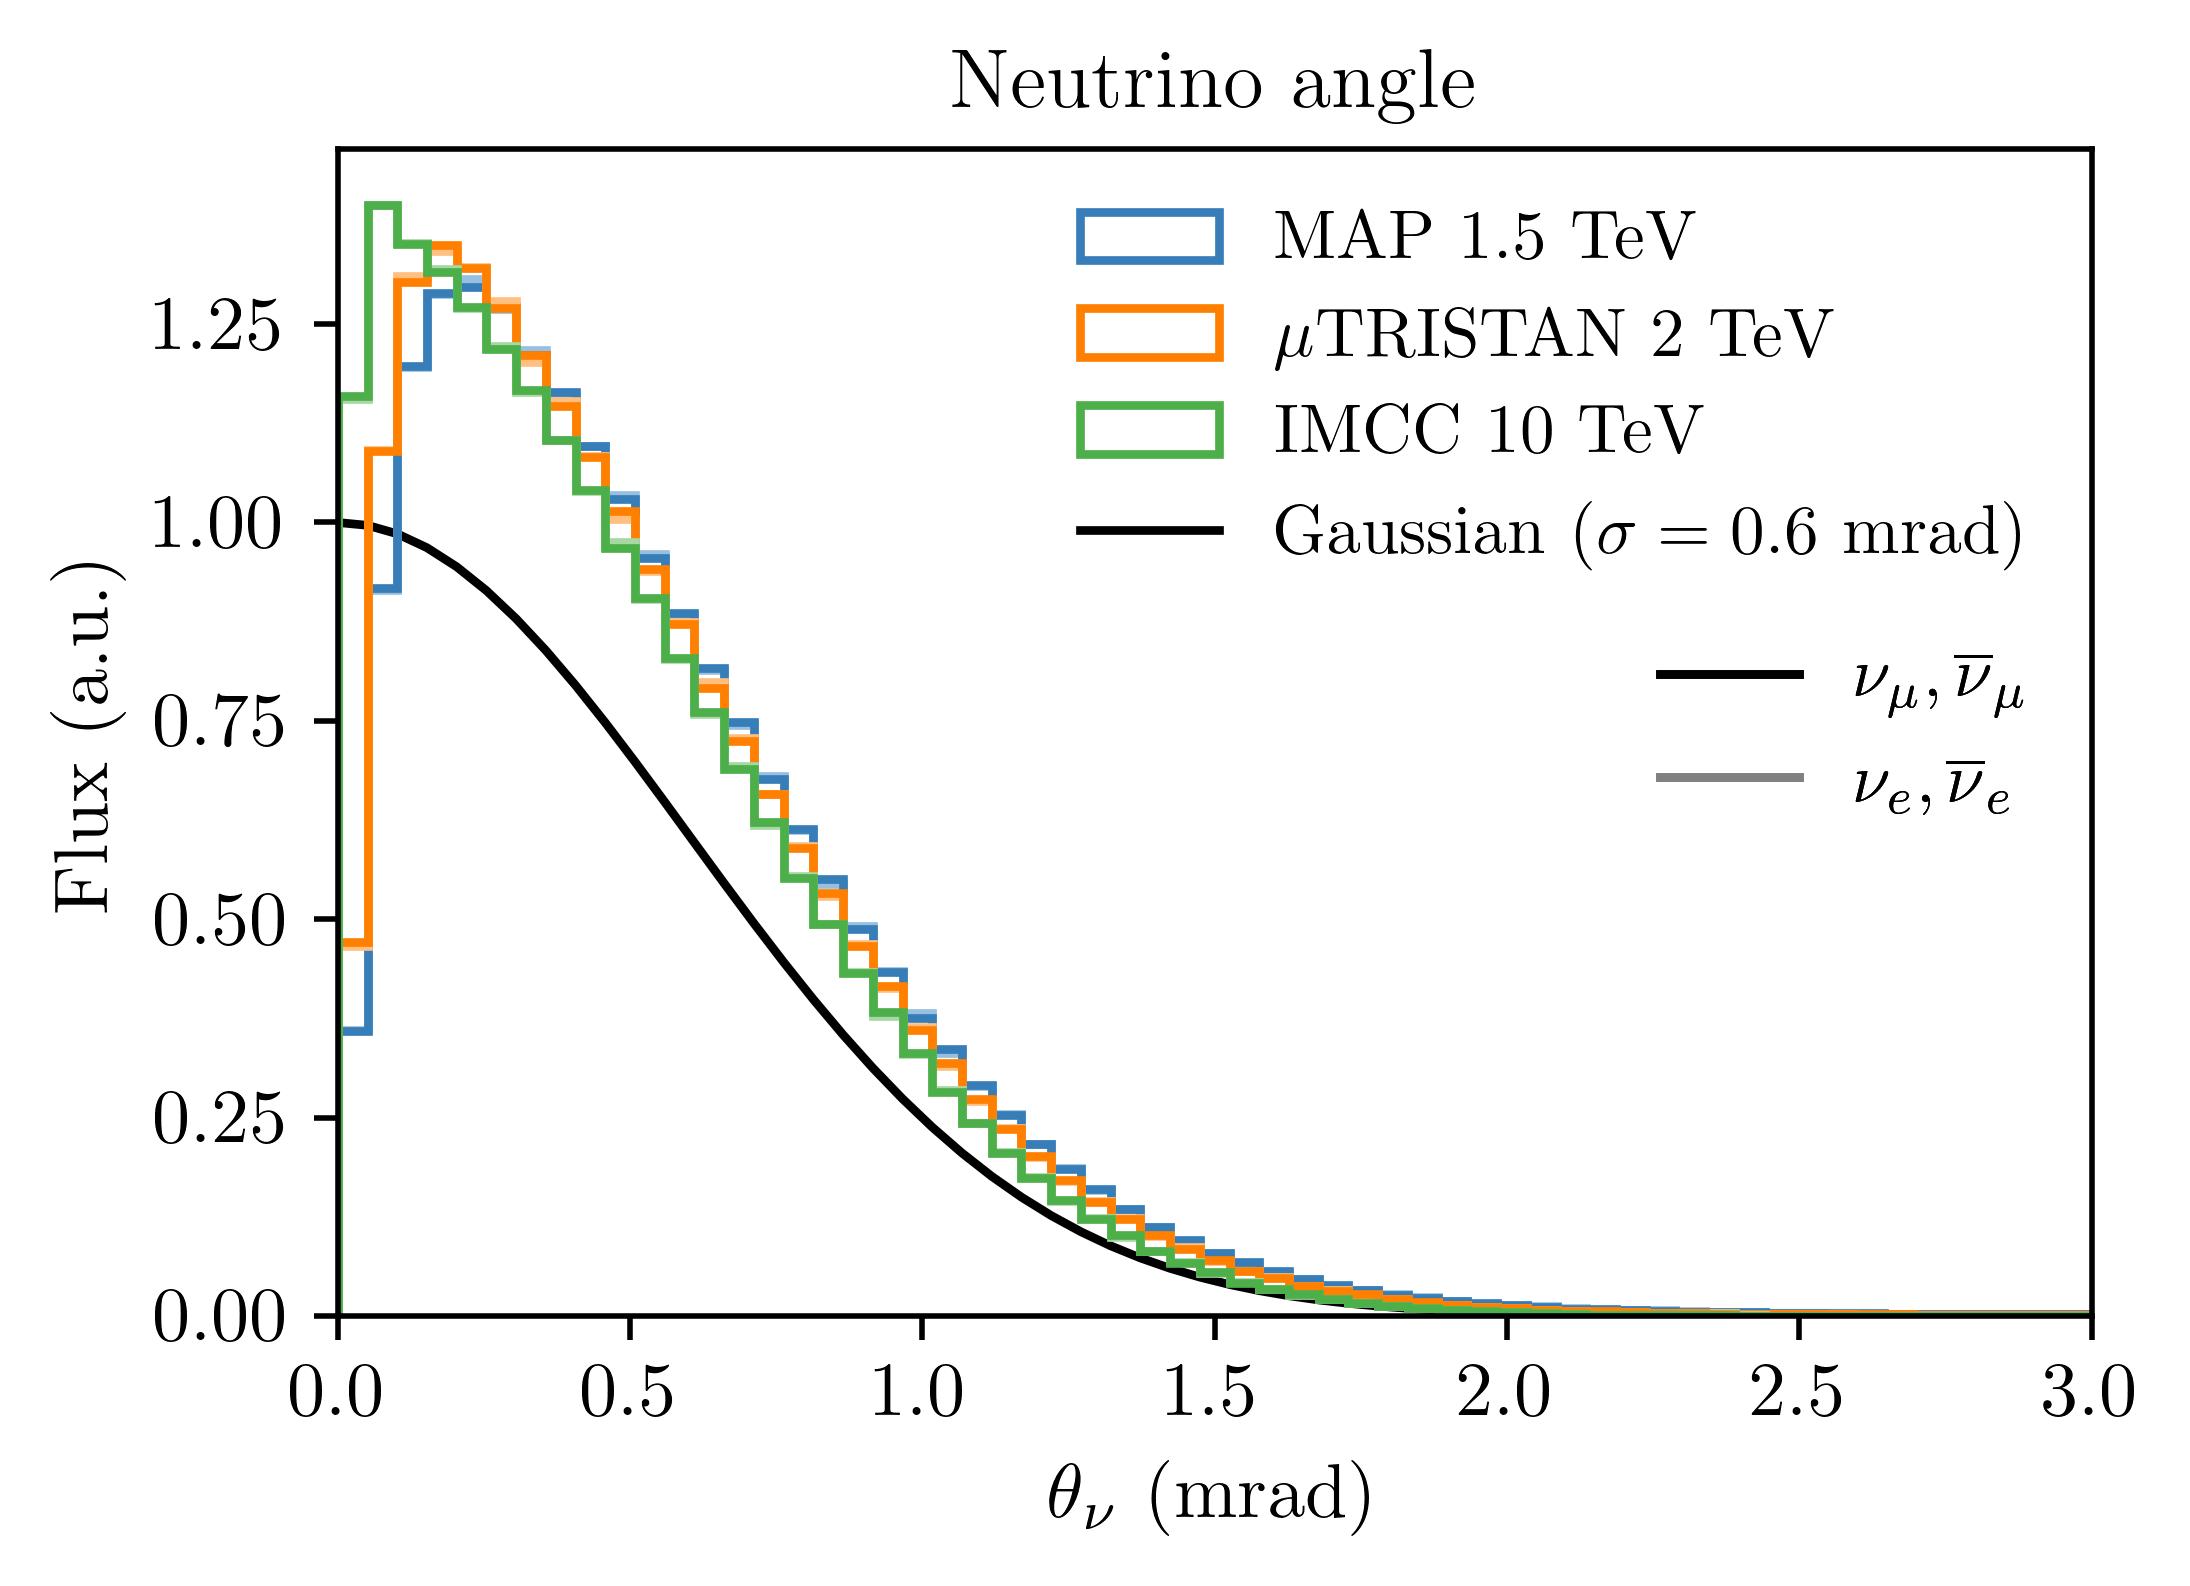 Neutrino angle
MAP 1.5 TeV
μTRISTAN 2 TeV
IMCC 10 TeV
Gaussian (σ = 0.6 mrad)
ν_μ, ν̅_μ
ν_e, ν̅_e
Flux (a.u.)
1.25
1.00
0.75
0.50
0.25
0.00
0.0 0.5 1.0 1.5 2.0 2.5 3.0
θ_ν (mrad)